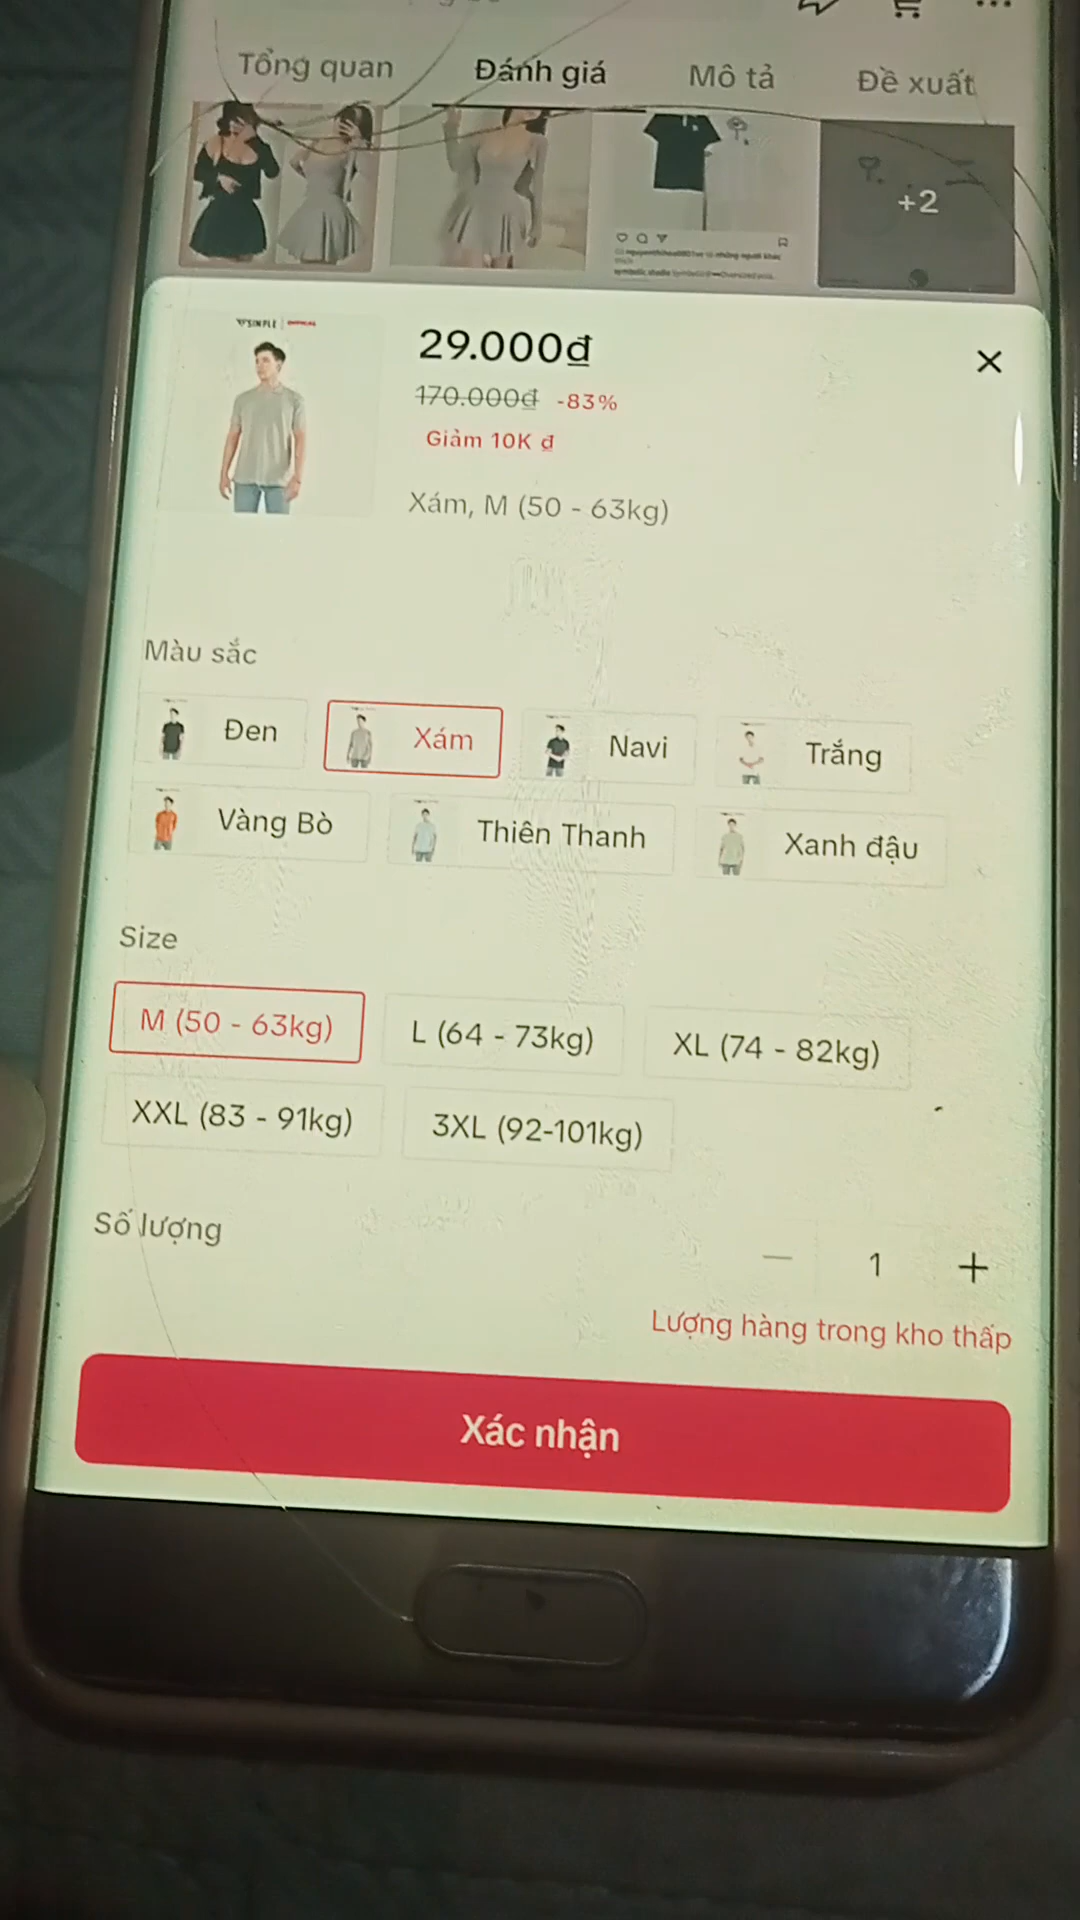 Tổng quan Đánh giá Mô tả Đề xuất
+2
SIMPLE
29.000đ
170.000đ -83%
Giảm 10K đ
Xám, M (50 - 63kg)
Màu sắc
Đen Xám Navi Trắng
Vàng Bò Thiên Thanh Xanh đậu
Size
M (50 - 63kg) L (64 - 73kg) XL (74 - 82kg)
XXL (83 - 91kg) 3XL (92-101kg)
Số lượng
1
Lượng hàng trong kho thấp
Xác nhận